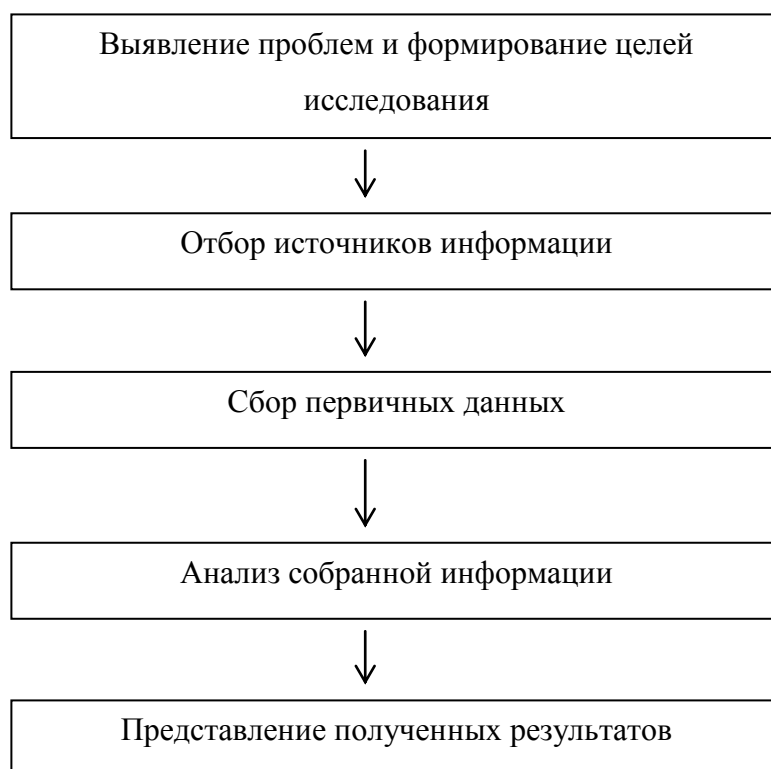 Выявление проблем и формирование целей
исследования
Отбор источников информации
Сбор первичных данных
Анализ собранной информации
Представление полученных результатов